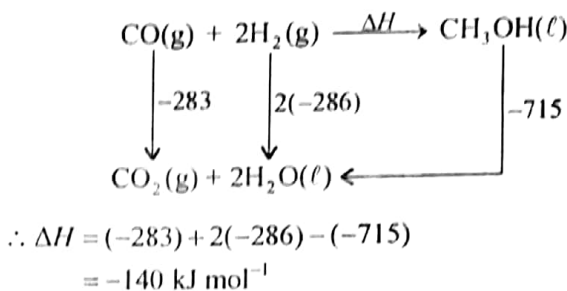 CO(g) + 2H₂(g) —ΔH→ CH₃OH(ℓ)
−283
2(−286)
−715
CO₂(g) + 2H₂O(ℓ)
∴ ΔH = (−283) + 2(−286) − (−715)
= −140 kJ mol⁻¹